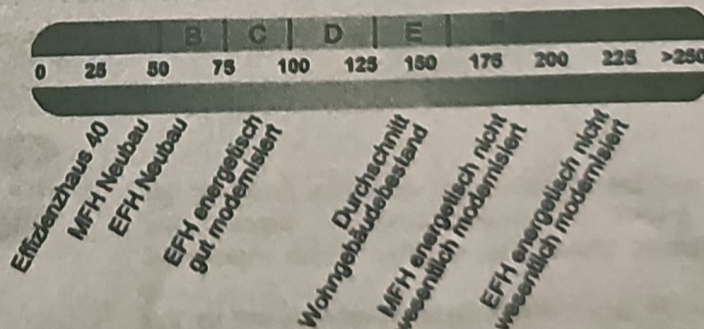 B C D E
0 25 50 75 100 125 150 175 200 225 >250
Effizienzhaus 40
MFH Neubau
EFH Neubau
EFH energetisch
gut modernisiert
Durchschnitt
Wohngebäudebestand
MFH energetisch nicht
wesentlich modernisiert
EFH energetisch nicht
wesentlich modernisiert